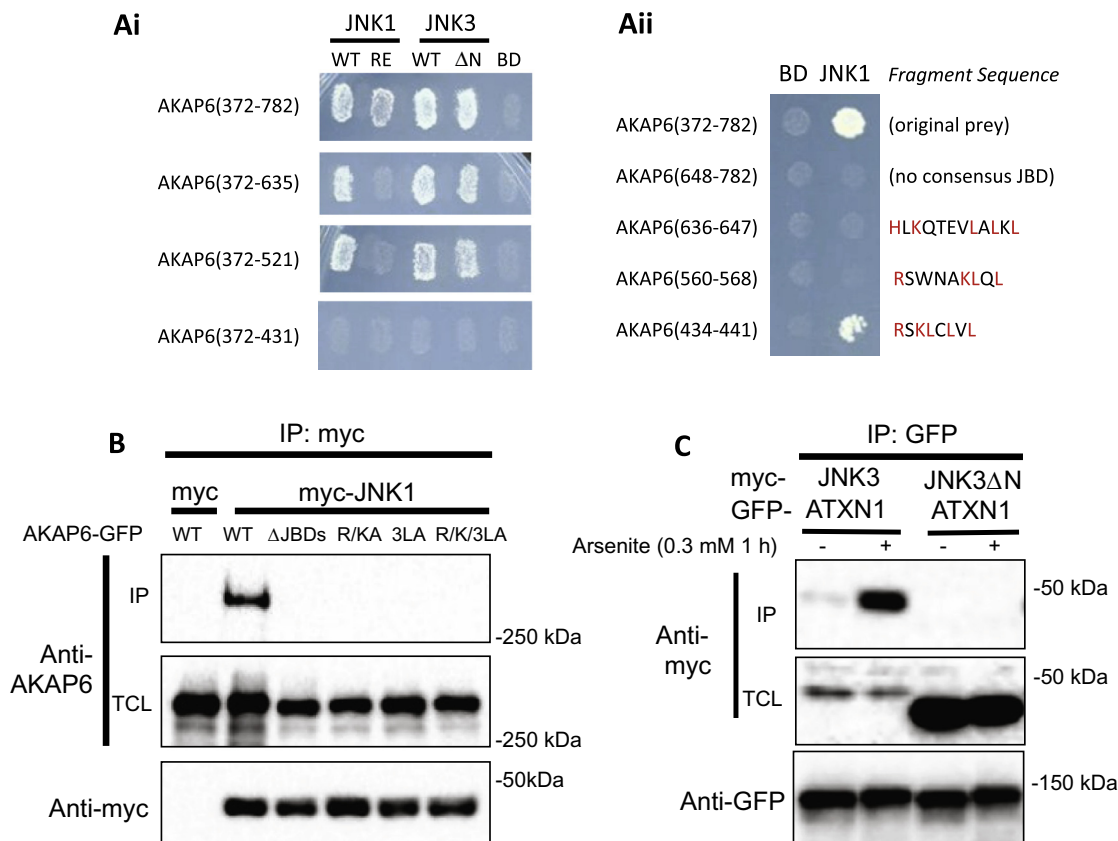 Ai
JNK1 JNK3
WT RE WT ΔN BD
AKAP6(372-782)
AKAP6(372-635)
AKAP6(372-521)
AKAP6(372-431)
Aii
BD JNK1 Fragment Sequence
AKAP6(372-782) (original prey)
AKAP6(648-782) (no consensus JBD)
AKAP6(636-647) HLKQTEVLALKL
AKAP6(560-568) RSWNAKLQL
AKAP6(434-441) RSKLCLVL
B
IP: myc
myc myc-JNK1
AKAP6-GFP WT WT ΔJBDs R/KA 3LA R/K/3LA
IP
-250 kDa
Anti-
AKAP6
TCL
-250 kDa
-50kDa
Anti-myc
C
IP: GFP
myc- JNK3 JNK3ΔN
GFP- ATXN1 ATXN1
Arsenite (0.3 mM 1 h) - + - +
-50 kDa
IP
Anti-
myc
-50 kDa
TCL
-150 kDa
Anti-GFP